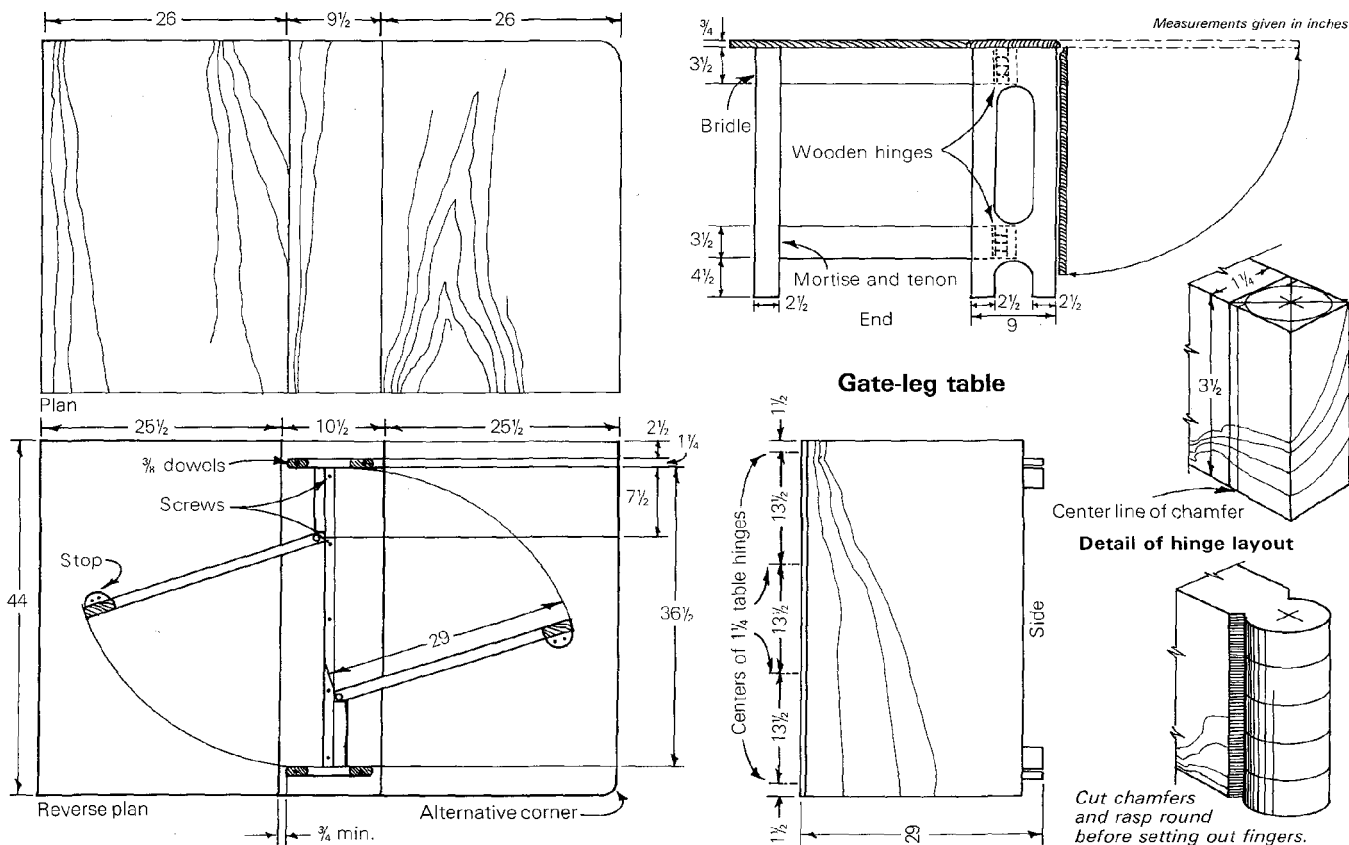 26
9½
26
Plan
¾
3½
Bridle
Wooden hinges
3½
4½
Mortise and tenon
2½
End
2½
2½
9
Measurements given in inches
Gate-leg table
1¼
3½
Center line of chamfer
Detail of hinge layout
25½
10½
25½
2½
1¼
⅜ dowols
Screws
7½
Stop
44
29
36½
Reverse plan
Alternative corner
¾ min.
1½
Centers of 1¼ table hinges
13½
13½
13½
1½
Side
29
Cut chamfers
and rasp round
before setting out fingers.